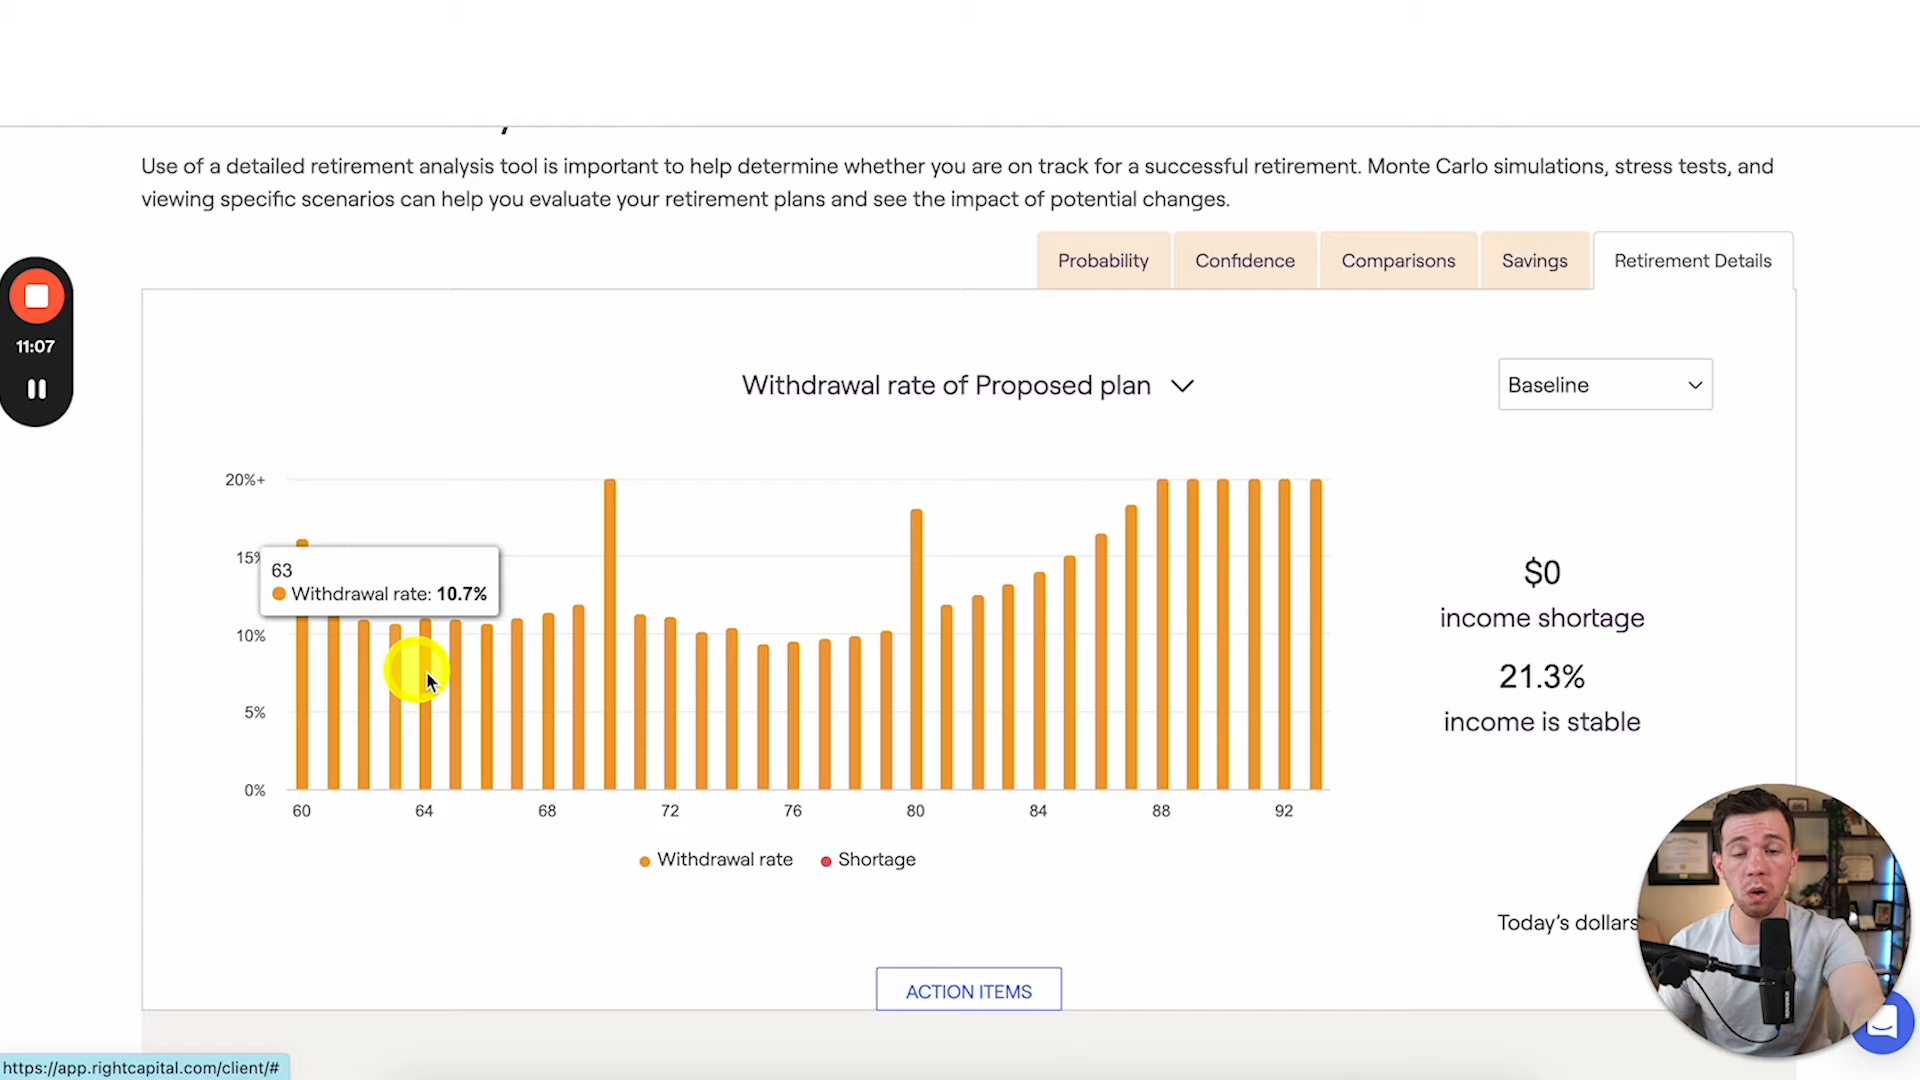 Use of a detailed retirement analysis tool is important to help determine whether you are on track for a successful retirement. Monte Carlo simulations, stress tests, and
viewing specific scenarios can help you evaluate your retirement plans and see the impact of potential changes.
Probability
Confidence
Comparisons
Savings
Retirement Details
11:07
Withdrawal rate of Proposed plan
Baseline
20%+
15%
10%
5%
0%
63
Withdrawal rate: 10.7%
60
64
68
72
76
80
84
88
92
Withdrawal rate
Shortage
$0
income shortage
21.3%
income is stable
Today's dollars
ACTION ITEMS
https://app.rightcapital.com/client/#